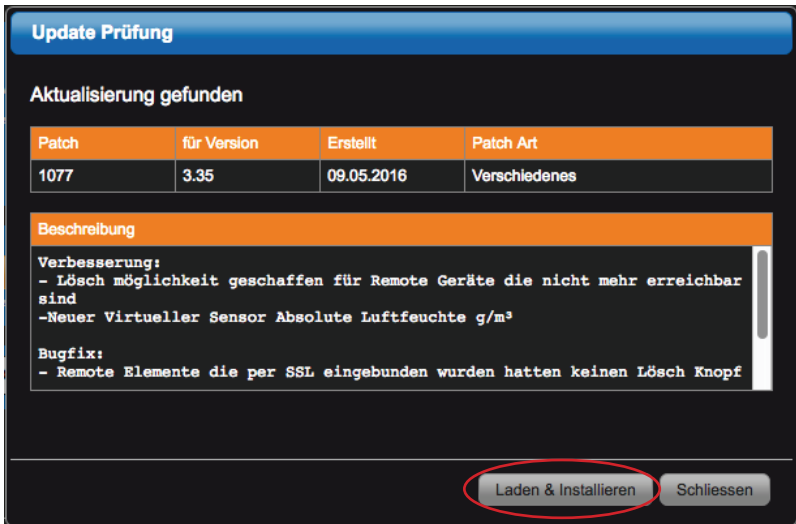 Update Prüfung
Aktualisierung gefunden
Patch für Version Erstellt Patch Art
1077 3.35 09.05.2016 Verschiedenes
Beschreibung
Verbesserung:
- Lösch möglichkeit geschaffen für Remote Geräte die nicht mehr erreichbar
sind
-Neuer Virtueller Sensor Absolute Luftfeuchte g/m³
Bugfix:
- Remote Elemente die per SSL eingebunden wurden hatten keinen Lösch Knopf
Laden & Installieren Schliessen